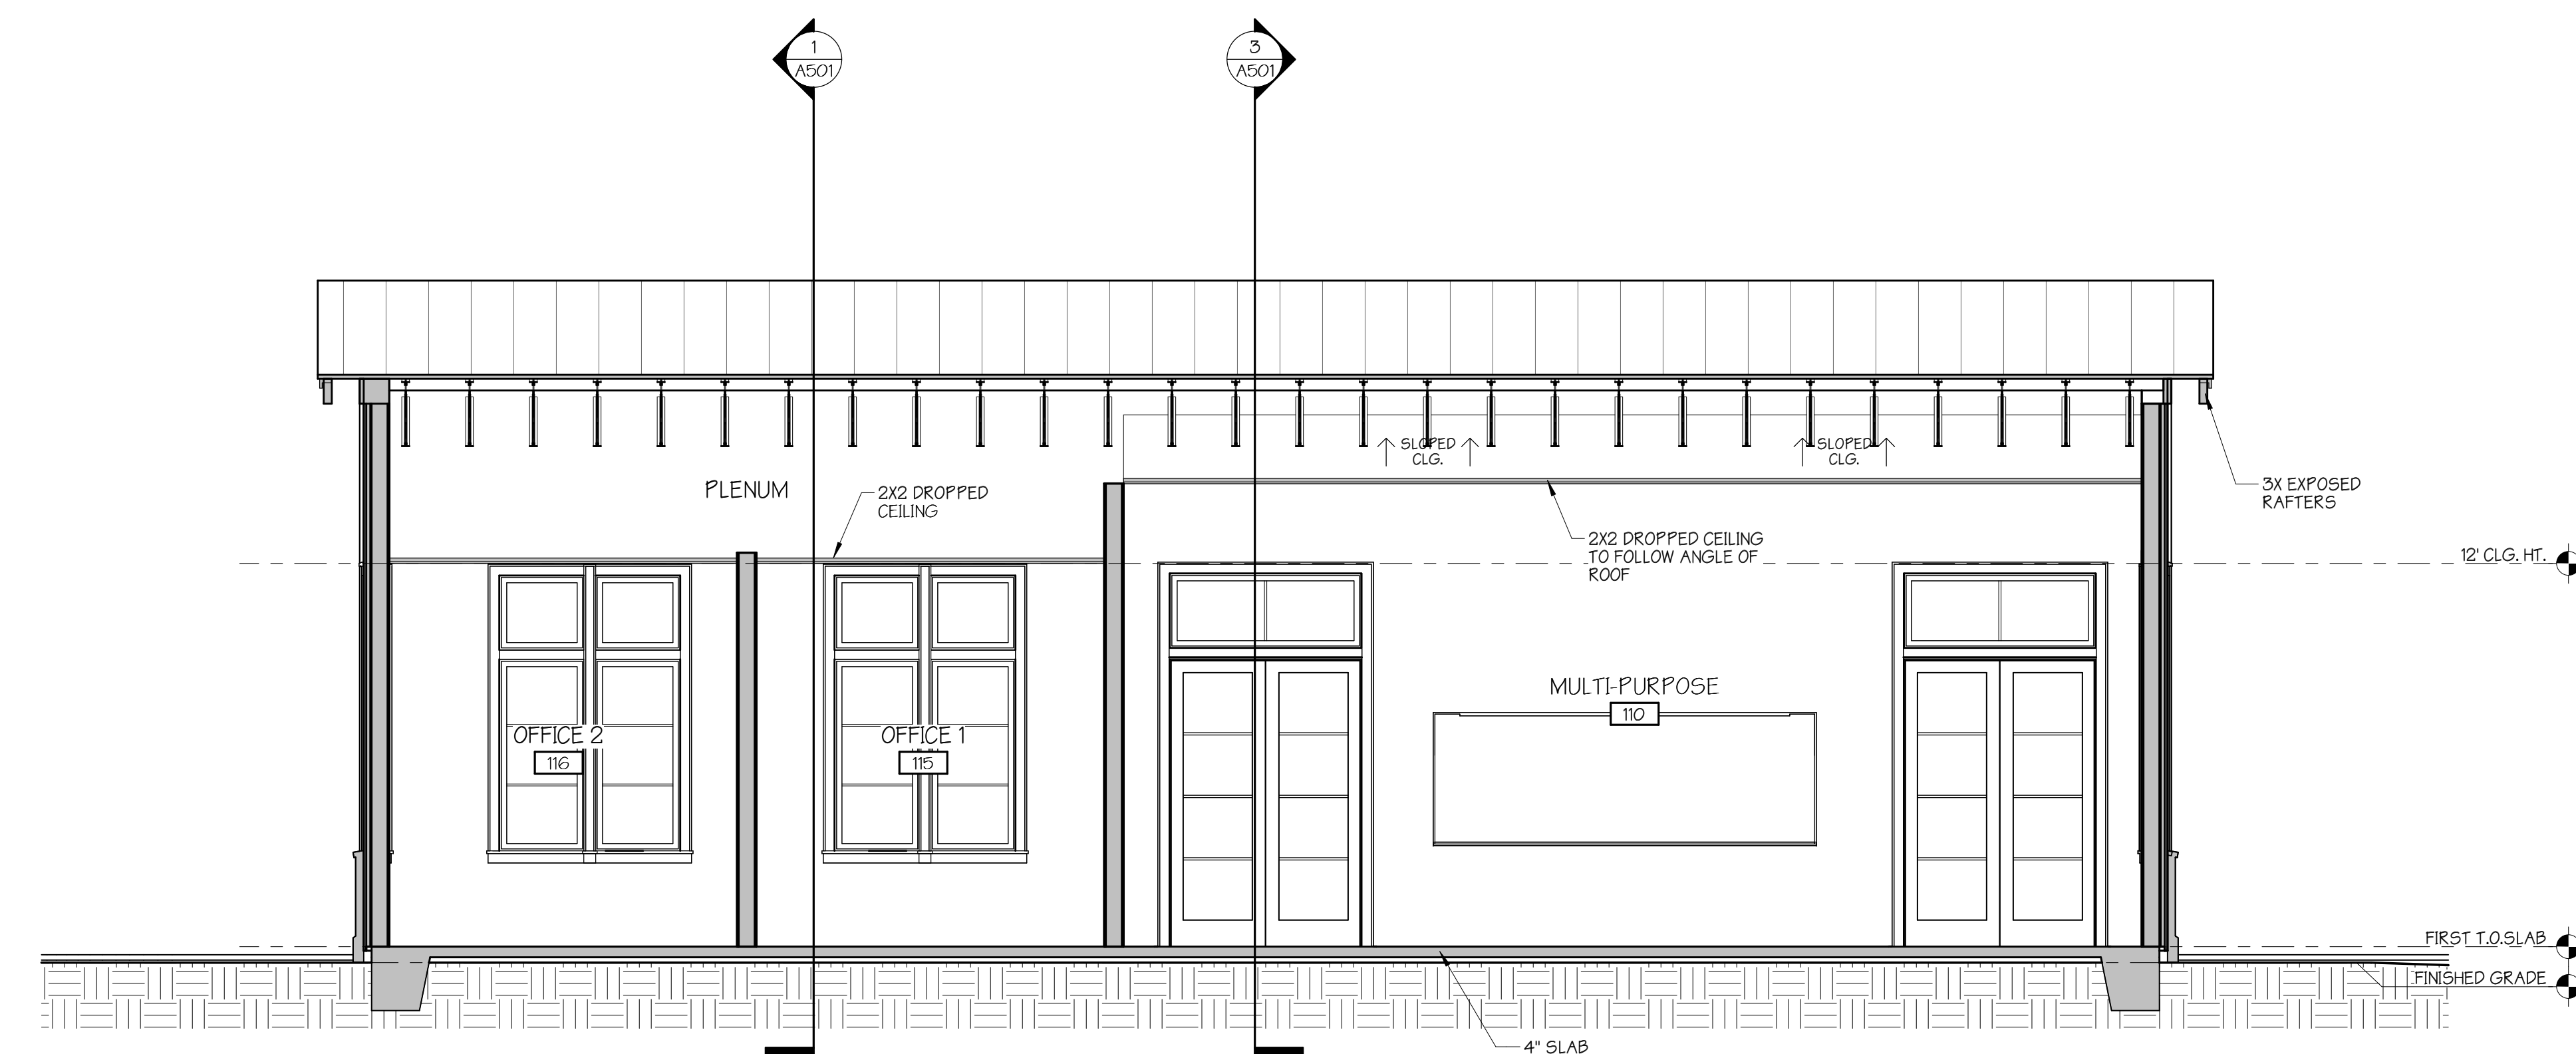 1
A501
3
A501
SLOPED
CLG.
SLOPED
CLG.
PLENUM
2X2 DROPPED
CEILING
3X EXPOSED
RAFTERS
2X2 DROPPED CEILING
TO FOLLOW ANGLE OF
ROOF
12' CLG. HT.
MULTI-PURPOSE
110
OFFICE 2
116
OFFICE 1
115
FIRST T.O.SLAB
FINISHED GRADE
4" SLAB